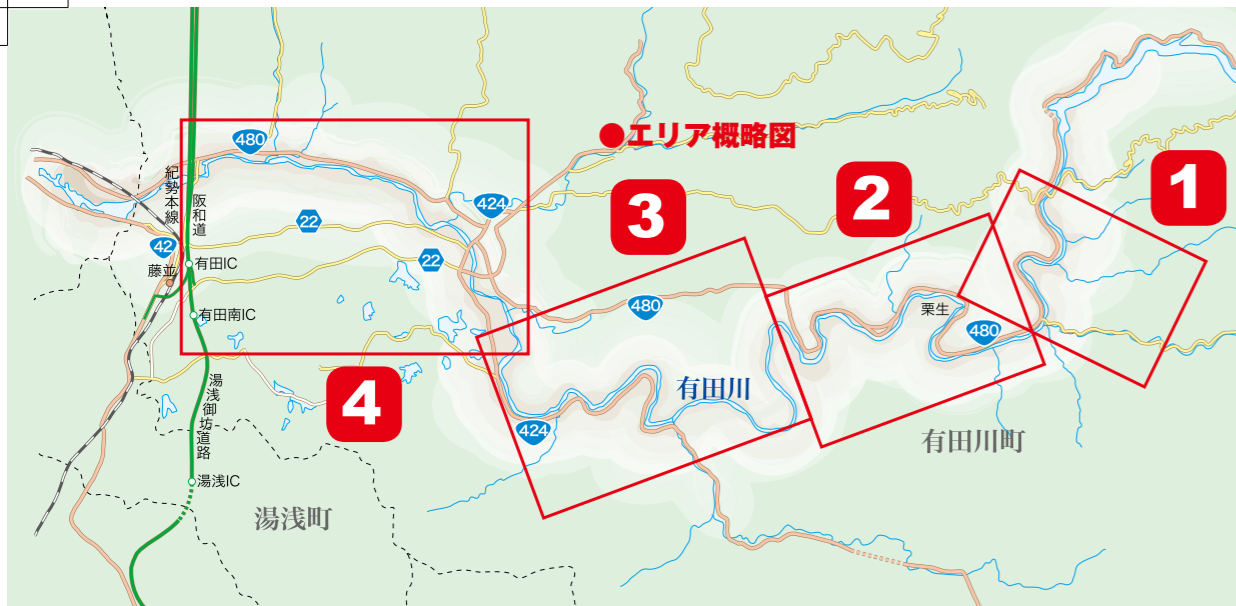 ●エリア概略図
1
2
3
4
480
424
22
22
42
480
480
424
紀勢本線
阪和道
藤並
有田IC
有田南IC
湯浅御坊道路
湯浅IC
湯浅町
有田川
有田川町
粟生